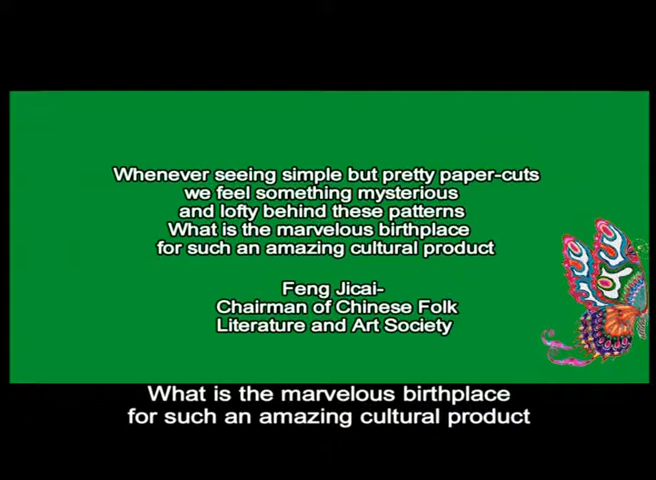 Whenever seeing simple but pretty paper-cuts
we feel something mysterious
and lofty behind these patterns
What is the marvelous birthplace
for such an amazing cultural product
Feng Jicai-
Chairman of Chinese Folk
Literature and Art Society
What is the marvelous birthplace
for such an amazing cultural product